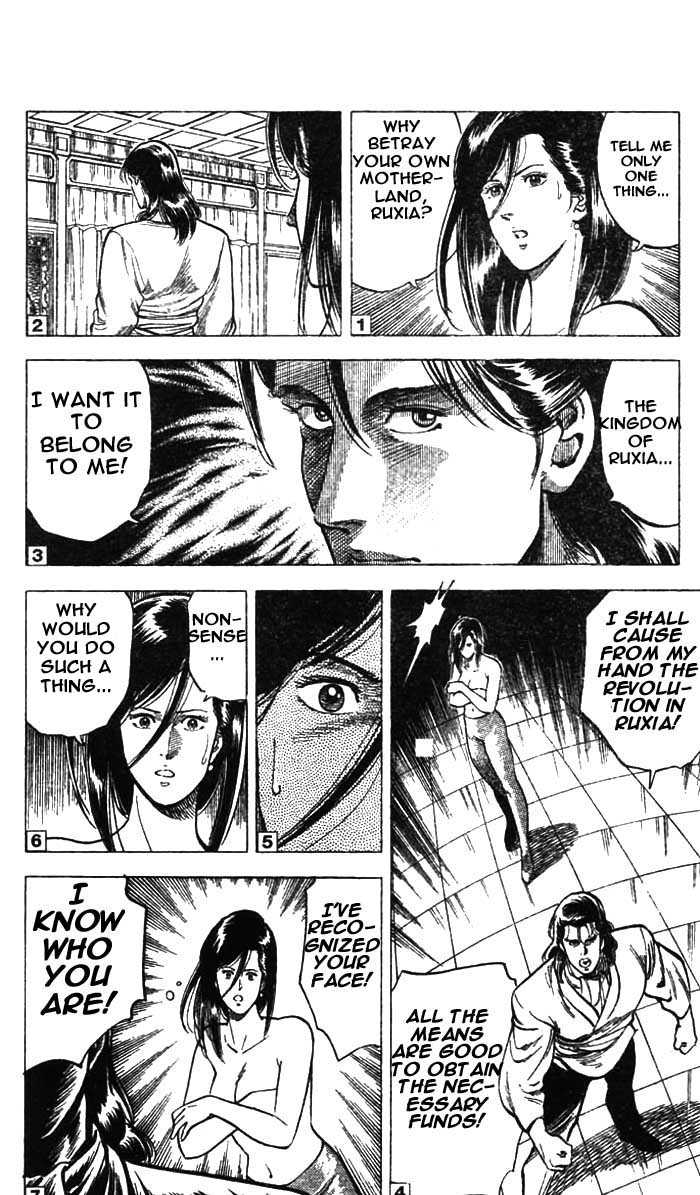 TELL ME
ONLY
ONE
THING...
WHY
BETRAY
YOUR OWN
MOTHER-
LAND,
RUXIA?
1
2
THE
KINGDOM
OF
RUXIA...
I WANT IT
TO
BELONG
TO ME!
3
I SHALL
CAUSE
FROM MY
HAND THE
REVOLU-
TION IN
RUXIA!
ALL THE
MEANS
ARE GOOD
TO OBTAIN
THE NEC-
ESSARY
FUNDS!
4
5
NON-
SENSE
...
WHY
WOULD
YOU DO
SUCH A
THING...
6
I'VE
RECO-
GNIZED
YOUR
FACE!
I
KNOW
WHO
YOU
ARE!
7